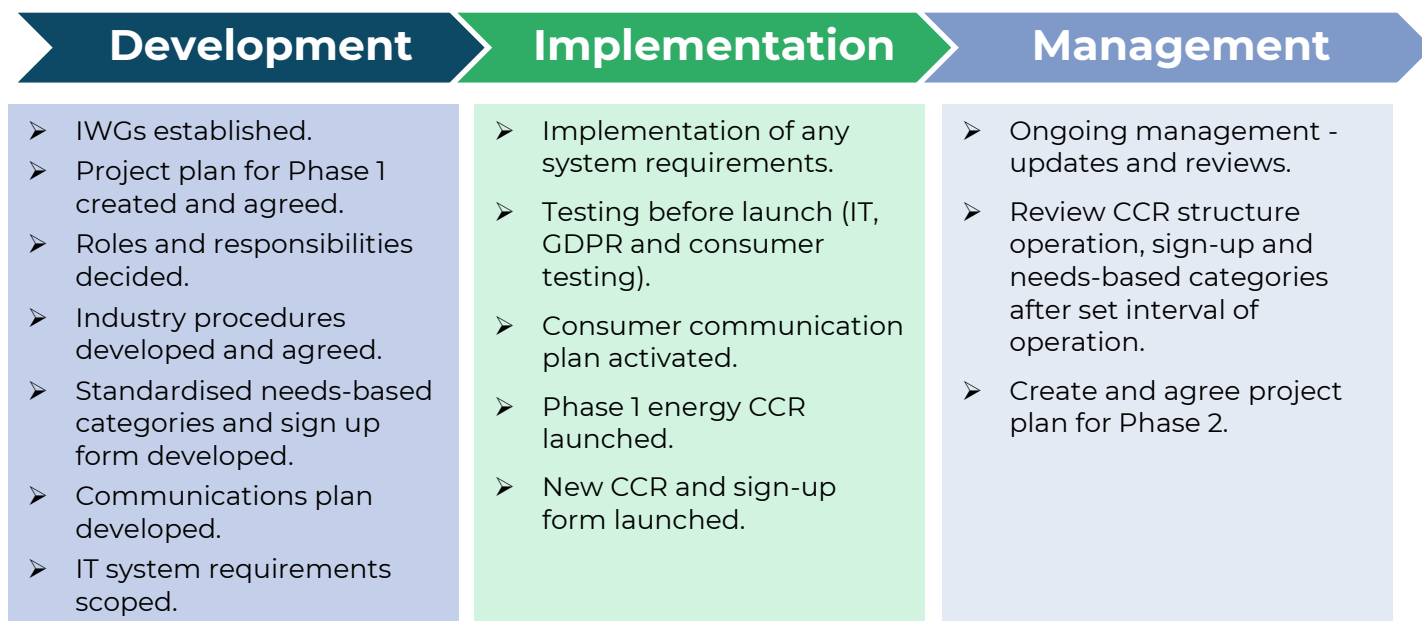 Development
IWGs established.
Project plan for Phase 1
created and agreed.
Roles and responsibilities
decided.
Industry procedures
developed and agreed.
Standardised needs-based
categories and sign up
form developed.
Communications plan
developed.
IT system requirements
scoped.
Implementation
Implementation of any
system requirements.
Testing before launch (IT,
GDPR and consumer
testing).
Consumer communication
plan activated.
Phase 1 energy CCR
launched.
New CCR and sign-up
form launched.
Management
Ongoing management -
updates and reviews.
Review CCR structure
operation, sign-up and
needs-based categories
after set interval of
operation.
Create and agree project
plan for Phase 2.